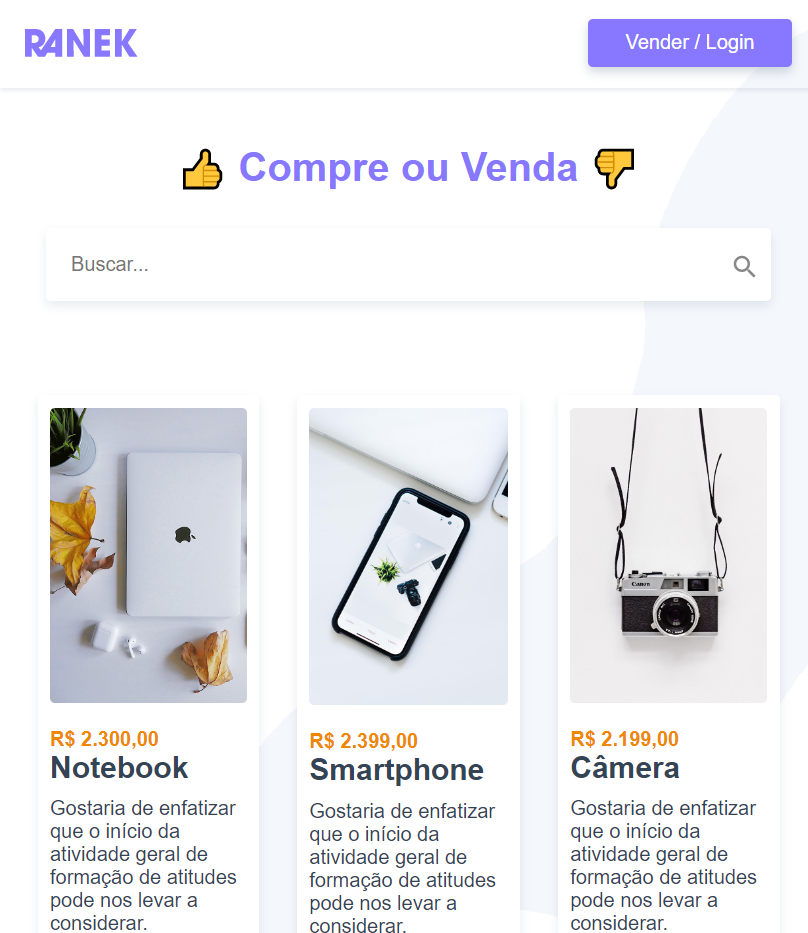 RANEK
Vender / Login
Compre ou Venda
Buscar...
R$ 2.300,00
Notebook
Gostaria de enfatizar
que o início da
atividade geral de
formação de atitudes
pode nos levar a
considerar.
R$ 2.399,00
Smartphone
Gostaria de enfatizar
que o início da
atividade geral de
formação de atitudes
pode nos levar a
considerar.
Canon
R$ 2.199,00
Câmera
Gostaria de enfatizar
que o início da
atividade geral de
formação de atitudes
pode nos levar a
considerar.